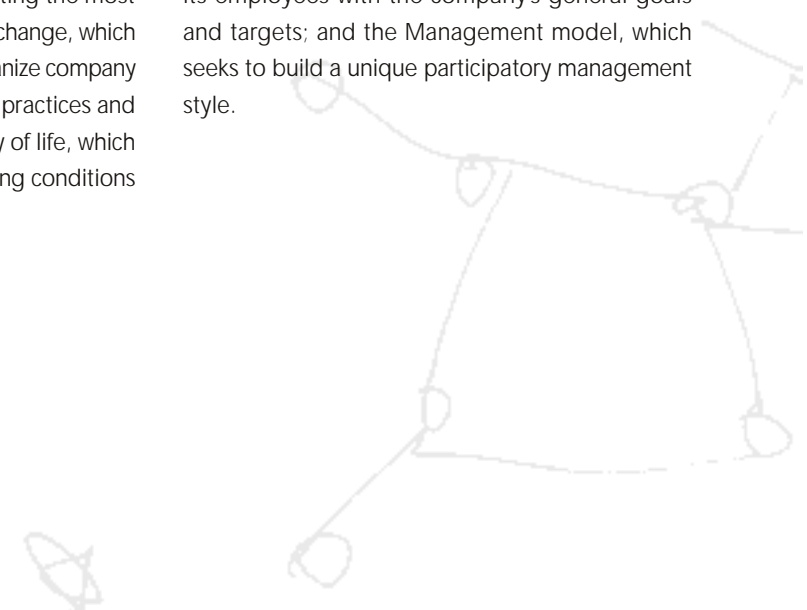 ting the most
change, which
nize company
practices and
of life, which
ng conditions
its employees with the company's general goals
and targets; and the Management model, which
seeks to build a unique participatory management
style.